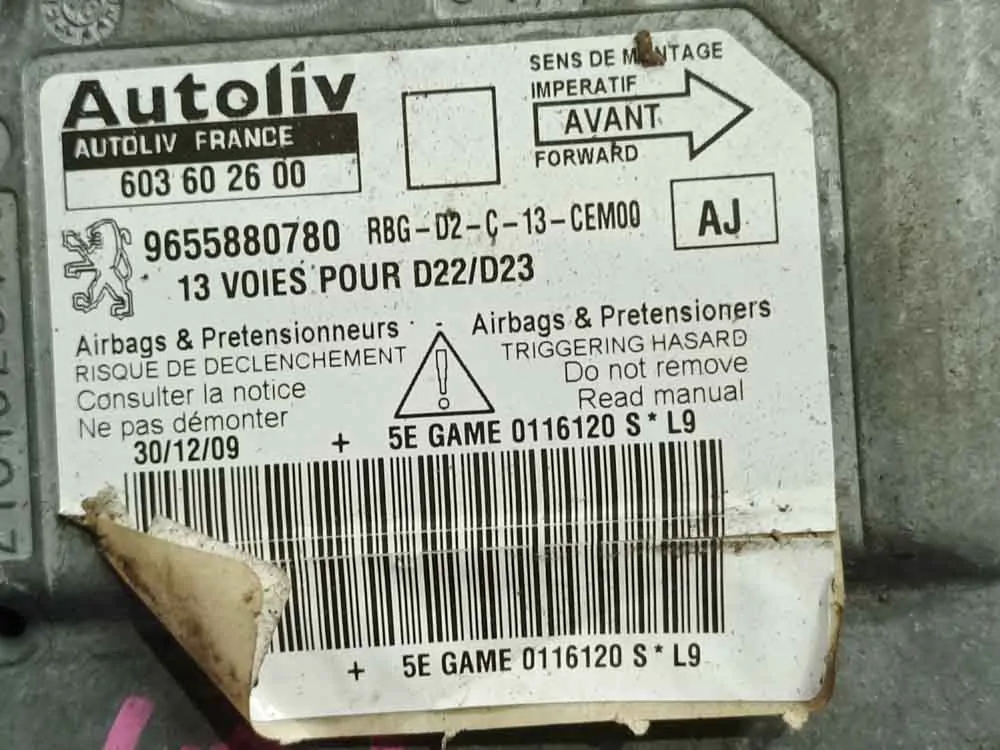 Autoliv
AUTOLIV FRANCE
603 60 26 00
SENS DE MONTAGE
IMPERATIF
AVANT
FORWARD
9655880780 RBG-D2-Ç-13-CEM00
AJ
13 VOIES POUR D22/D23
Airbags & Pretensionneurs
RISQUE DE DECLENCHEMENT
Consulter la notice
Ne pas démonter
Airbags & Pretensioners
TRIGGERING HASARD
Do not remove
Read manual
30/12/09 + 5E GAME 0116120 S*L9
+ 5E GAME 0116120 S*L9